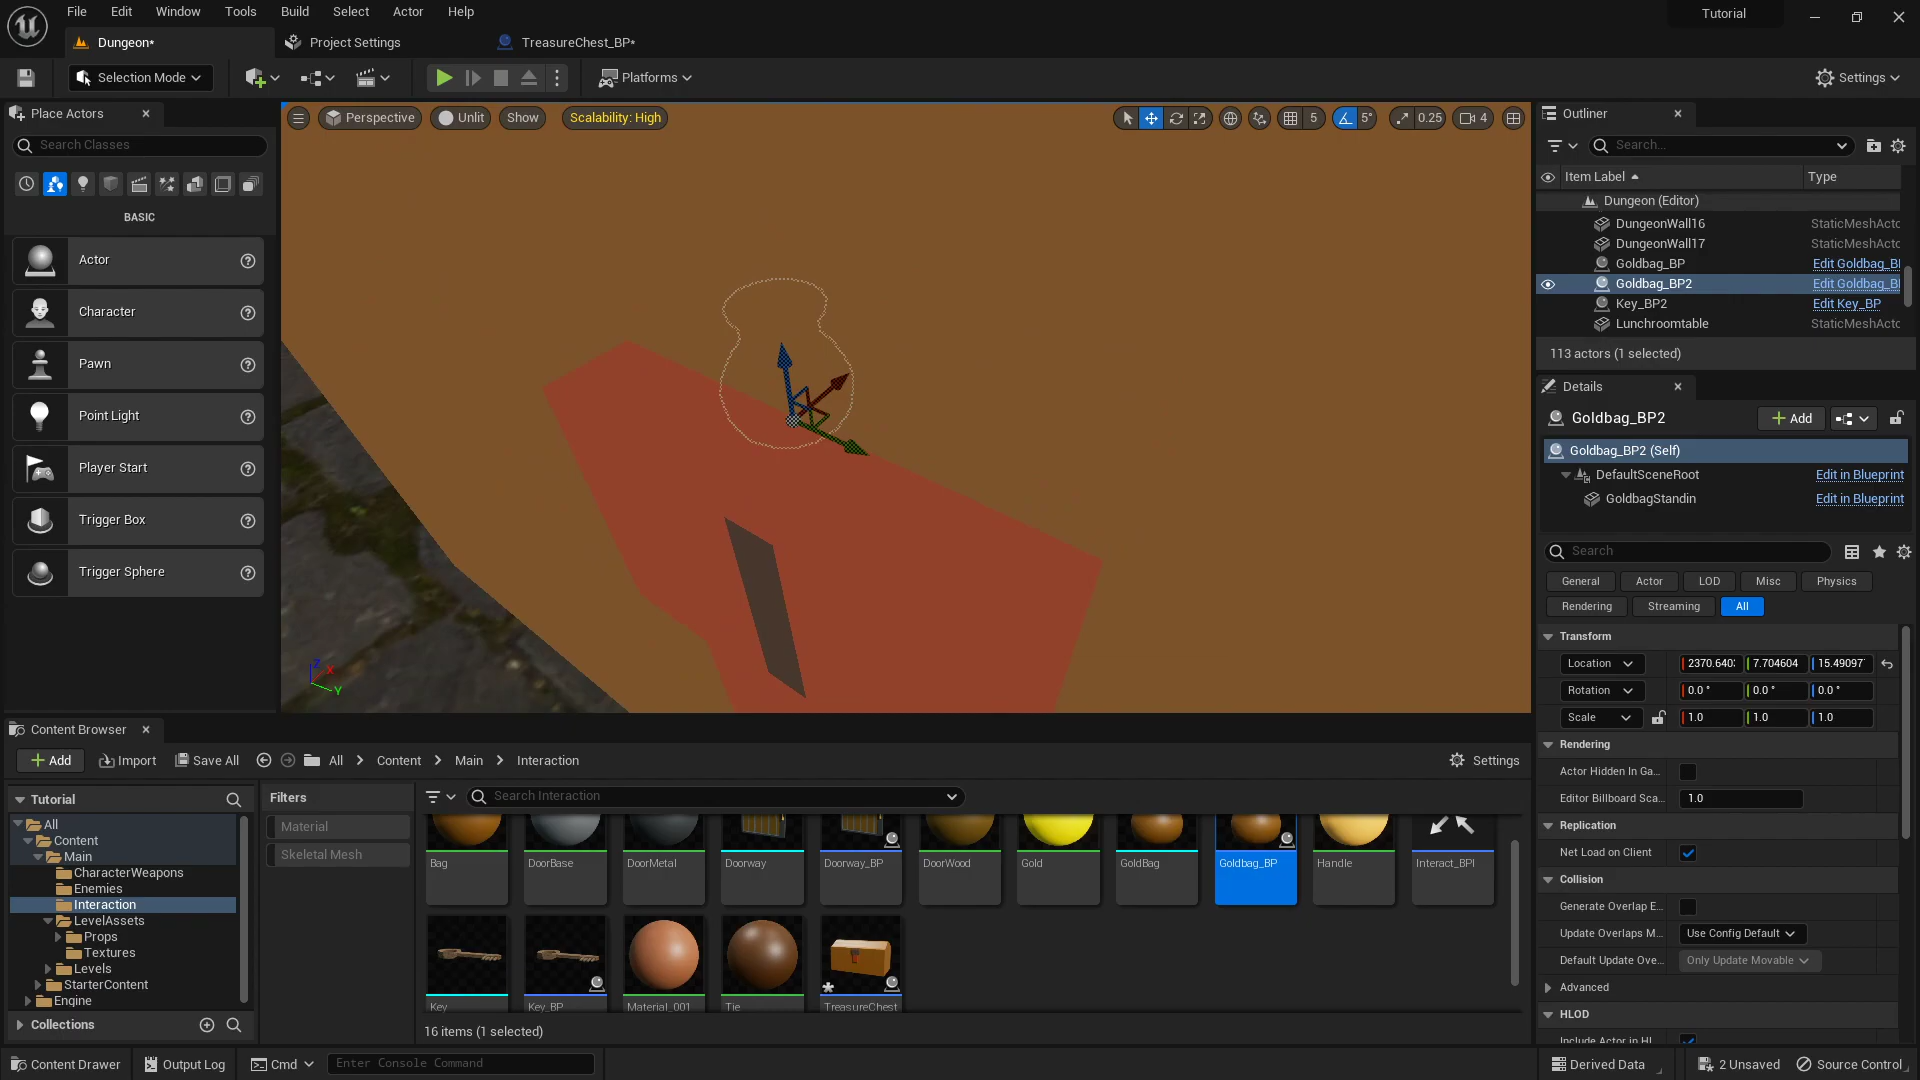 File Edit Window Tools Build Select Actor Help
Tutorial
Dungeon*
Project Settings
TreasureChest_BP*
Selection Mode
Platforms
Settings
Place Actors
Search Classes
BASIC
Actor
Character
Pawn
Point Light
Player Start
Trigger Box
Trigger Sphere
Perspective
Unlit
Show
Scalability: High
5
5°
0.25
4
Z
X
Y
Outliner
Search...
Item Label
Type
Dungeon (Editor)
DungeonWall16 StaticMeshActo
DungeonWall17 StaticMeshActo
Goldbag_BP Edit Goldbag_B
Goldbag_BP2 Edit Goldbag_B
Key_BP2 Edit Key_BP
Lunchroomtable StaticMeshActo
113 actors (1 selected)
Details
Goldbag_BP2
Add
Goldbag_BP2 (Self)
DefaultSceneRoot Edit in Blueprint
GoldbagStandin Edit in Blueprint
Search
General Actor LOD Misc Physics
Rendering Streaming All
Transform
Location 2370.640 7.704604 15.49097
Rotation 0.0 ° 0.0 ° 0.0 °
Scale 1.0 1.0 1.0
Rendering
Actor Hidden In Ga...
Editor Billboard Sca... 1.0
Replication
Net Load on Client
Collision
Generate Overlap E...
Update Overlaps M... Use Config Default
Default Update Ove... Only Update Movable
Advanced
HLOD
Include Actor in HL
Content Browser
Add
Import
Save All
All > Content > Main > Interaction
Settings
Tutorial
All
Content
Main
CharacterWeapons
Enemies
Interaction
LevelAssets
Props
Textures
Levels
StarterContent
Engine
Collections
Filters
Material
Skeletal Mesh
Search Interaction
Bag DoorBase DoorMetal Doorway Doorway_BP DoorWood Gold GoldBag Goldbag_BP Handle Interact_BPI
Key Key_BP Material_001 Tie TreasureChest
16 items (1 selected)
Content Drawer
Output Log
Cmd
Enter Console Command
Derived Data
2 Unsaved
Source Control